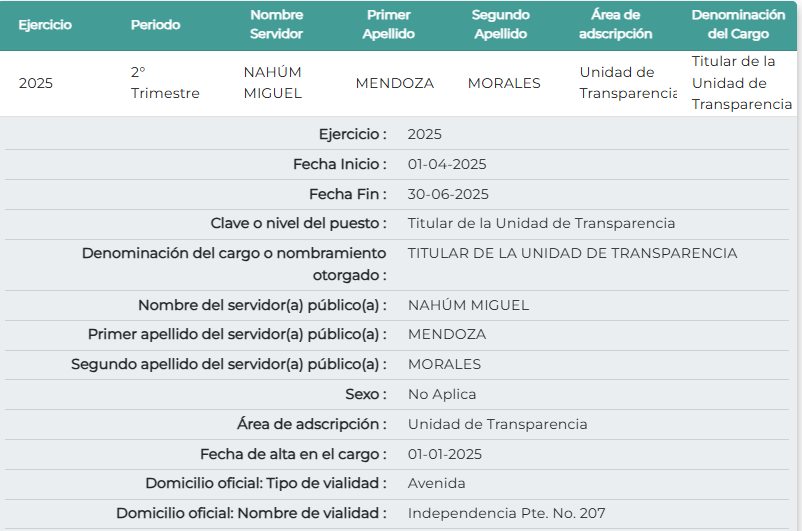 Ejercicio Periodo Nombre Servidor Primer Apellido Segundo Apellido Área de adscripción Denominación del Cargo
2025 2° Trimestre NAHÚM MIGUEL MENDOZA MORALES Unidad de Transparencia Titular de la Unidad de Transparencia
Ejercicio : 2025
Fecha Inicio : 01-04-2025
Fecha Fin : 30-06-2025
Clave o nivel del puesto : Titular de la Unidad de Transparencia
Denominación del cargo o nombramiento otorgado : TITULAR DE LA UNIDAD DE TRANSPARENCIA
Nombre del servidor(a) público(a) : NAHÚM MIGUEL
Primer apellido del servidor(a) público(a) : MENDOZA
Segundo apellido del servidor(a) público(a) : MORALES
Sexo : No Aplica
Área de adscripción : Unidad de Transparencia
Fecha de alta en el cargo : 01-01-2025
Domicilio oficial: Tipo de vialidad : Avenida
Domicilio oficial: Nombre de vialidad : Independencia Pte. No. 207